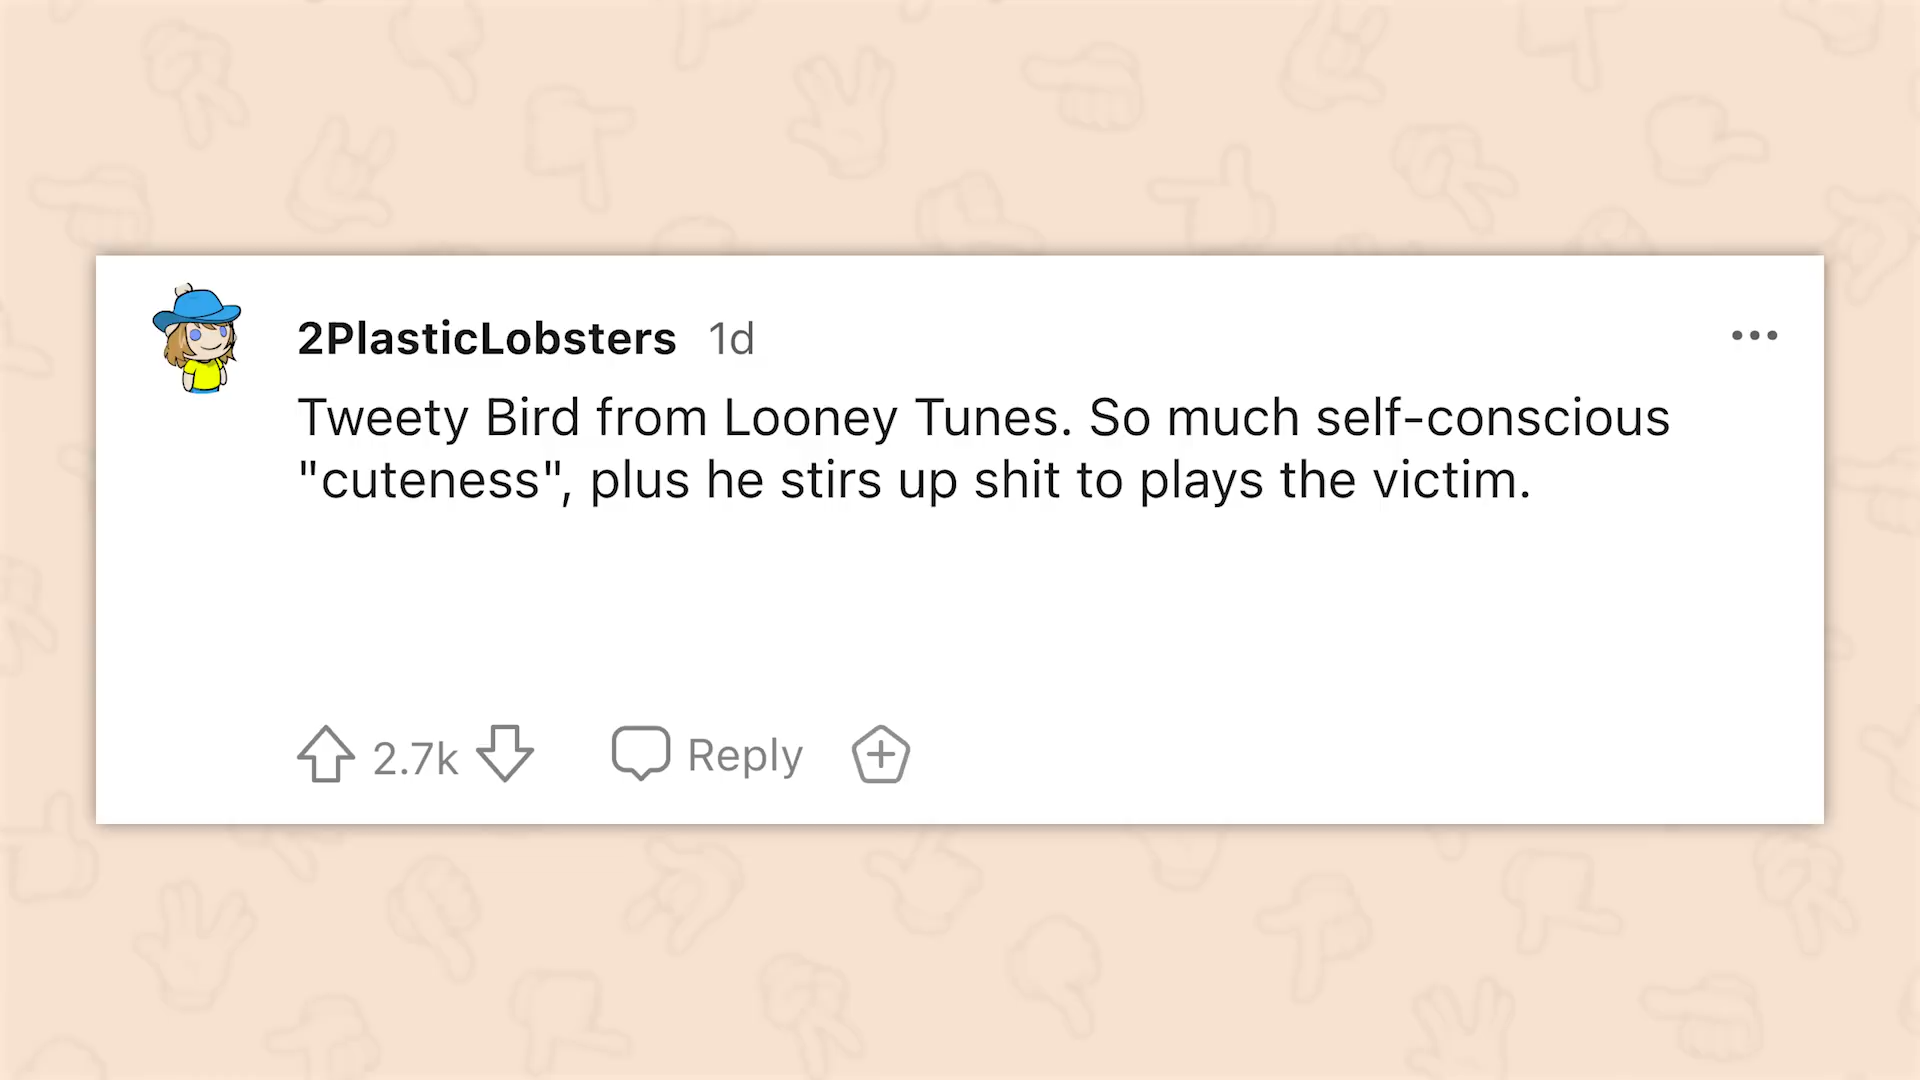 2PlasticLobsters 1d
Tweety Bird from Looney Tunes. So much self-conscious
"cuteness", plus he stirs up shit to plays the victim.
2.7k Reply